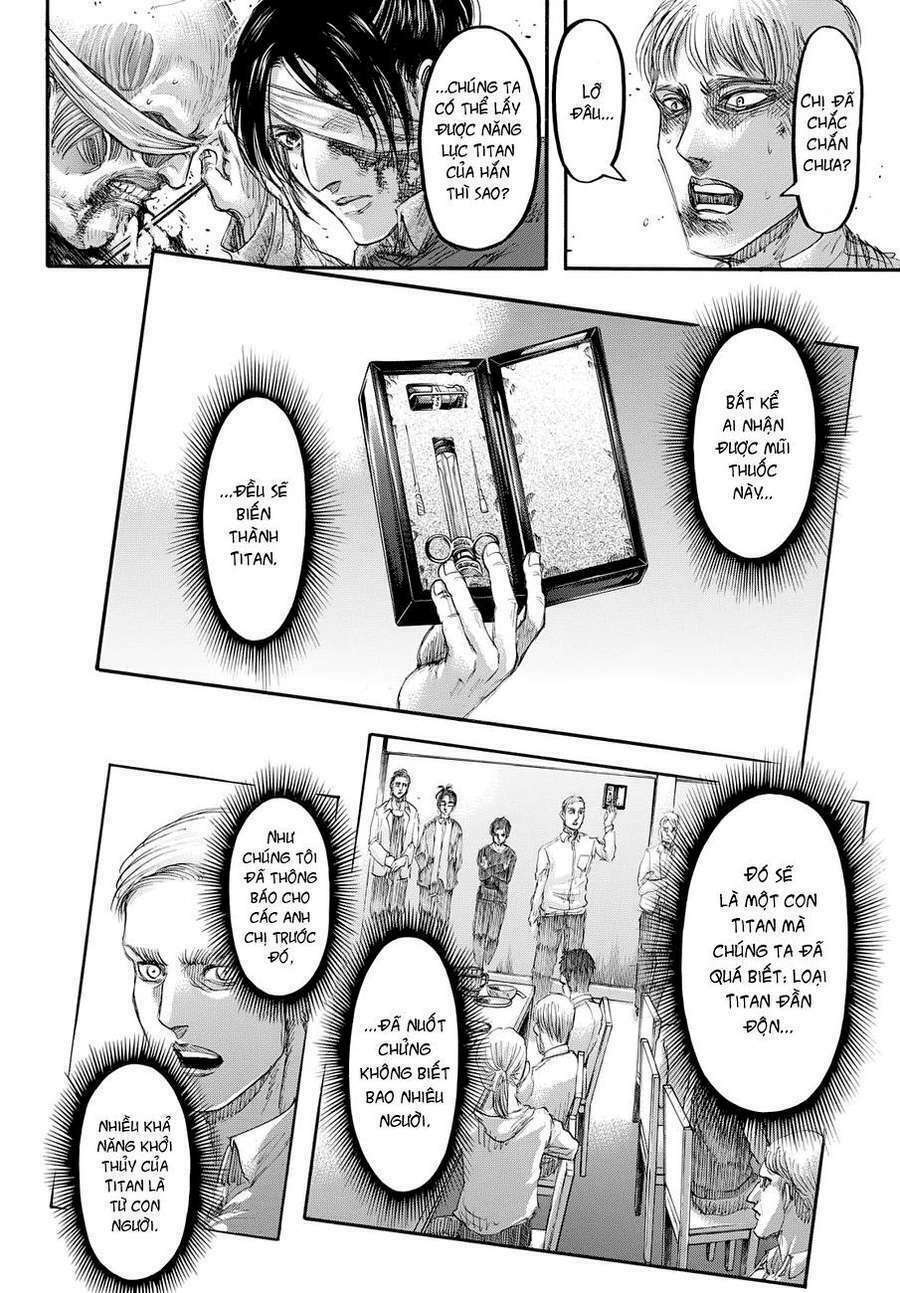 CHỊ ĐÃ
CHẮC
CHẮN
CHƯA?
LỠ
ĐÂU...
...CHÚNG TA
CÓ THỂ LẤY
ĐƯỢC NĂNG
LỰC TITAN
CỦA HẮN
THÌ SAO?
BẤT KỂ
AI NHẬN
ĐƯỢC MŨI
THUỐC
NÀY...
...ĐỀU SẼ
BIẾN
THÀNH
TITAN.
ĐÓ SẼ
LÀ MỘT CON
TITAN MÀ
CHÚNG TA ĐÃ
QUÁ BIẾT: LOẠI
TITAN ĐẦN
ĐỘN...
...ĐÃ NUỐT
CHỬNG
KHÔNG BIẾT
BAO NHIÊU
NGƯỜI.
NHƯ
CHÚNG TÔI
ĐÃ THÔNG
BÁO CHO
CÁC ANH
CHỊ TRƯỚC
ĐÓ,
NHIỀU KHẢ
NĂNG KHỞI
THỦY CỦA
TITAN LÀ
TỪ CON
NGƯỜI.